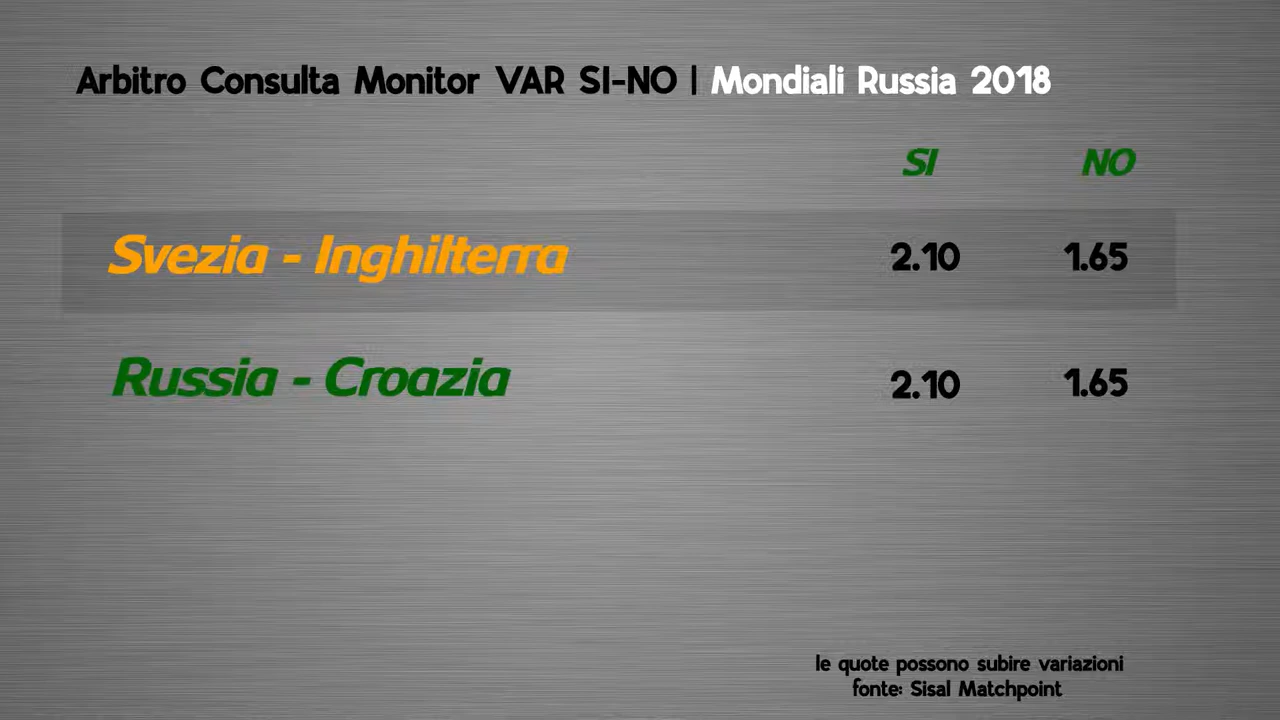 Arbitro Consulta Monitor VAR SI-NO | Mondiali Russia 2018
SI NO
Svezia - Inghilterra 2.10 1.65
Russia - Croazia 2.10 1.65
le quote possono subire variazioni
fonte: Sisal Matchpoint